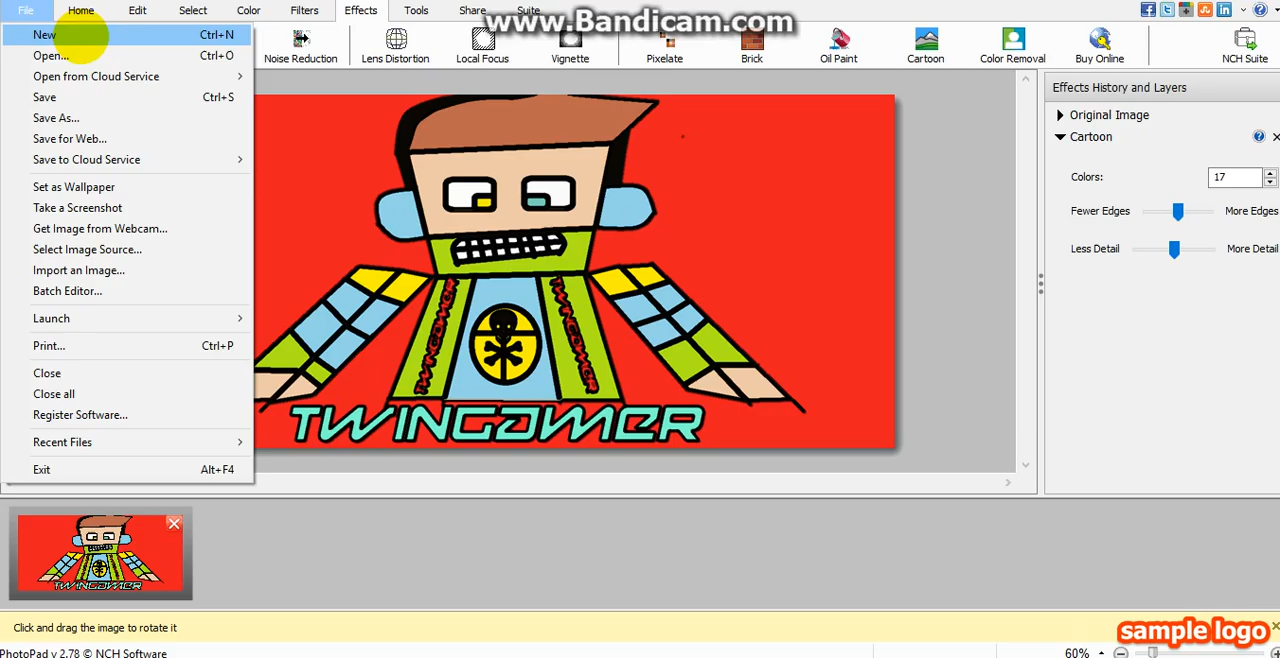 File Home Edit Select Color Filters Effects Tools Share Suite
www.Bandicam.com
New Ctrl+N
Open... Ctrl+O
Open from Cloud Service
Save Ctrl+S
Save As...
Save for Web...
Save to Cloud Service
Set as Wallpaper
Take a Screenshot
Get Image from Webcam...
Select Image Source...
Import an Image...
Batch Editor...
Launch
Print... Ctrl+P
Close
Close all
Register Software...
Recent Files
Exit Alt+F4
Noise Reduction Lens Distortion Local Focus Vignette Pixelate Brick Oil Paint Cartoon Color Removal Buy Online NCH Suite
Effects History and Layers
Original Image
Cartoon
Colors: 17
Fewer Edges More Edges
Less Detail More Detail
TWINGAMER
TWINGAMER
TWINGAMER
TWINGAMER
Click and drag the image to rotate it
sample logo
PhotoPad v 2.78 © NCH Software
60%